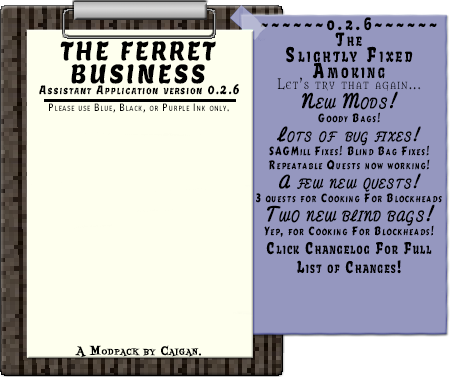 THE FERRET
BUSINESS
Assistant Application version 0.2.6
Please use Blue, Black, or Purple Ink only.
A Modpack by Caigan.
~~~~~~0.2.6~~~~~~
The
Slightly Fixed
Amoking
Let's try that again...
New Mods!
Goody Bags!
Lots of bug fixes!
SAGMill Fixes! Blind Bag Fixes!
Repeatable Quests now working!
A few new quests!
3 quests for Cooking For Blockheads
Two new blind bags!
Yep, for Cooking For Blockheads!
Click Changelog For Full
List of Changes!